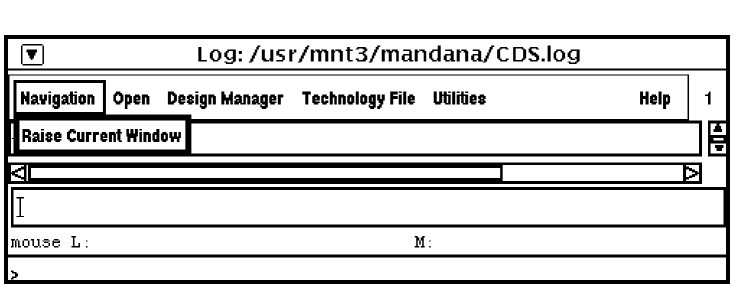 Log: /usr/mnt3/mandana/CDS.log
Navigation Open Design Manager Technology File Utilities Help 1
Raise Current Window
mouse L: M:
>